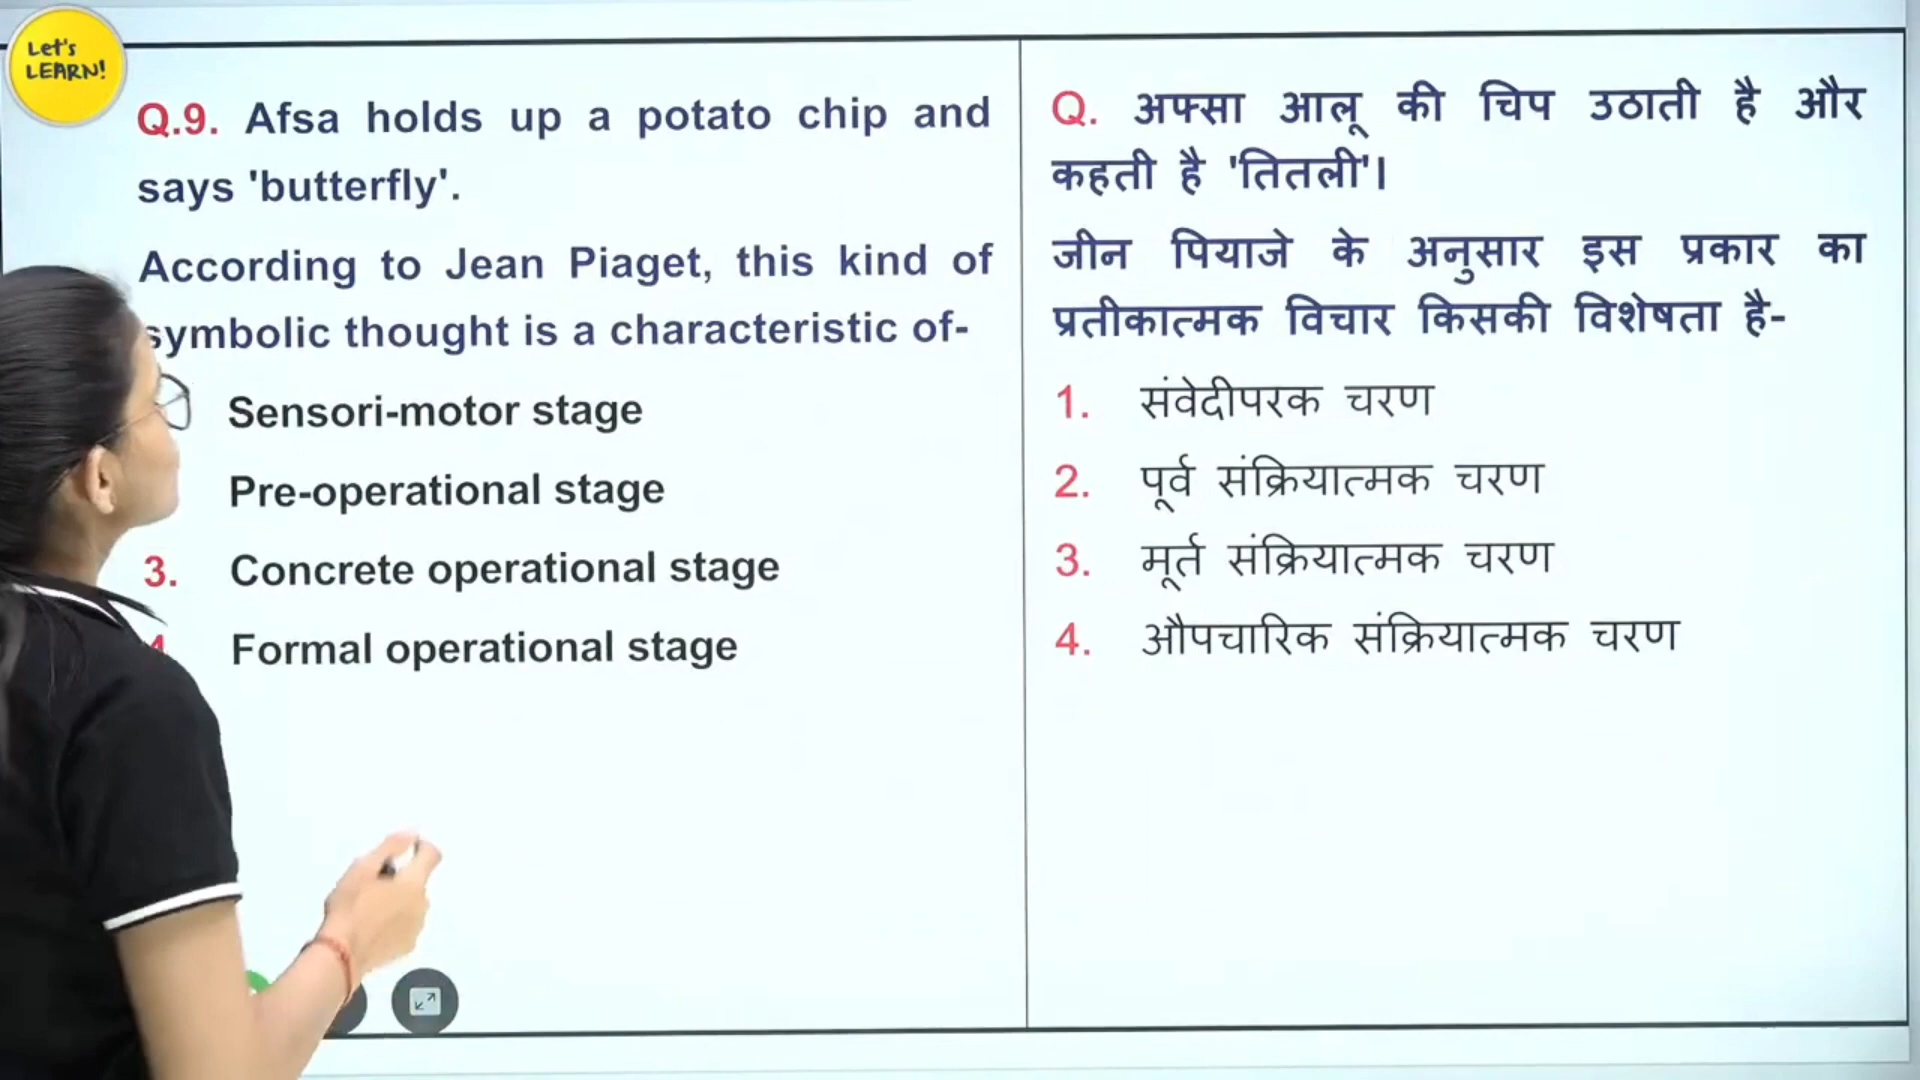 Let's
LEARN!
Q.9. Afsa holds up a potato chip and
says 'butterfly'.
According to Jean Piaget, this kind of
symbolic thought is a characteristic of-
Sensori-motor stage
Pre-operational stage
3. Concrete operational stage
4. Formal operational stage
Q. अफ्सा आलू की चिप उठाती है और
कहती है 'तितली'।
जीन पियाजे के अनुसार इस प्रकार का
प्रतीकात्मक विचार किसकी विशेषता है-
1. संवेदीपरक चरण
2. पूर्व संक्रियात्मक चरण
3. मूर्त संक्रियात्मक चरण
4. औपचारिक संक्रियात्मक चरण